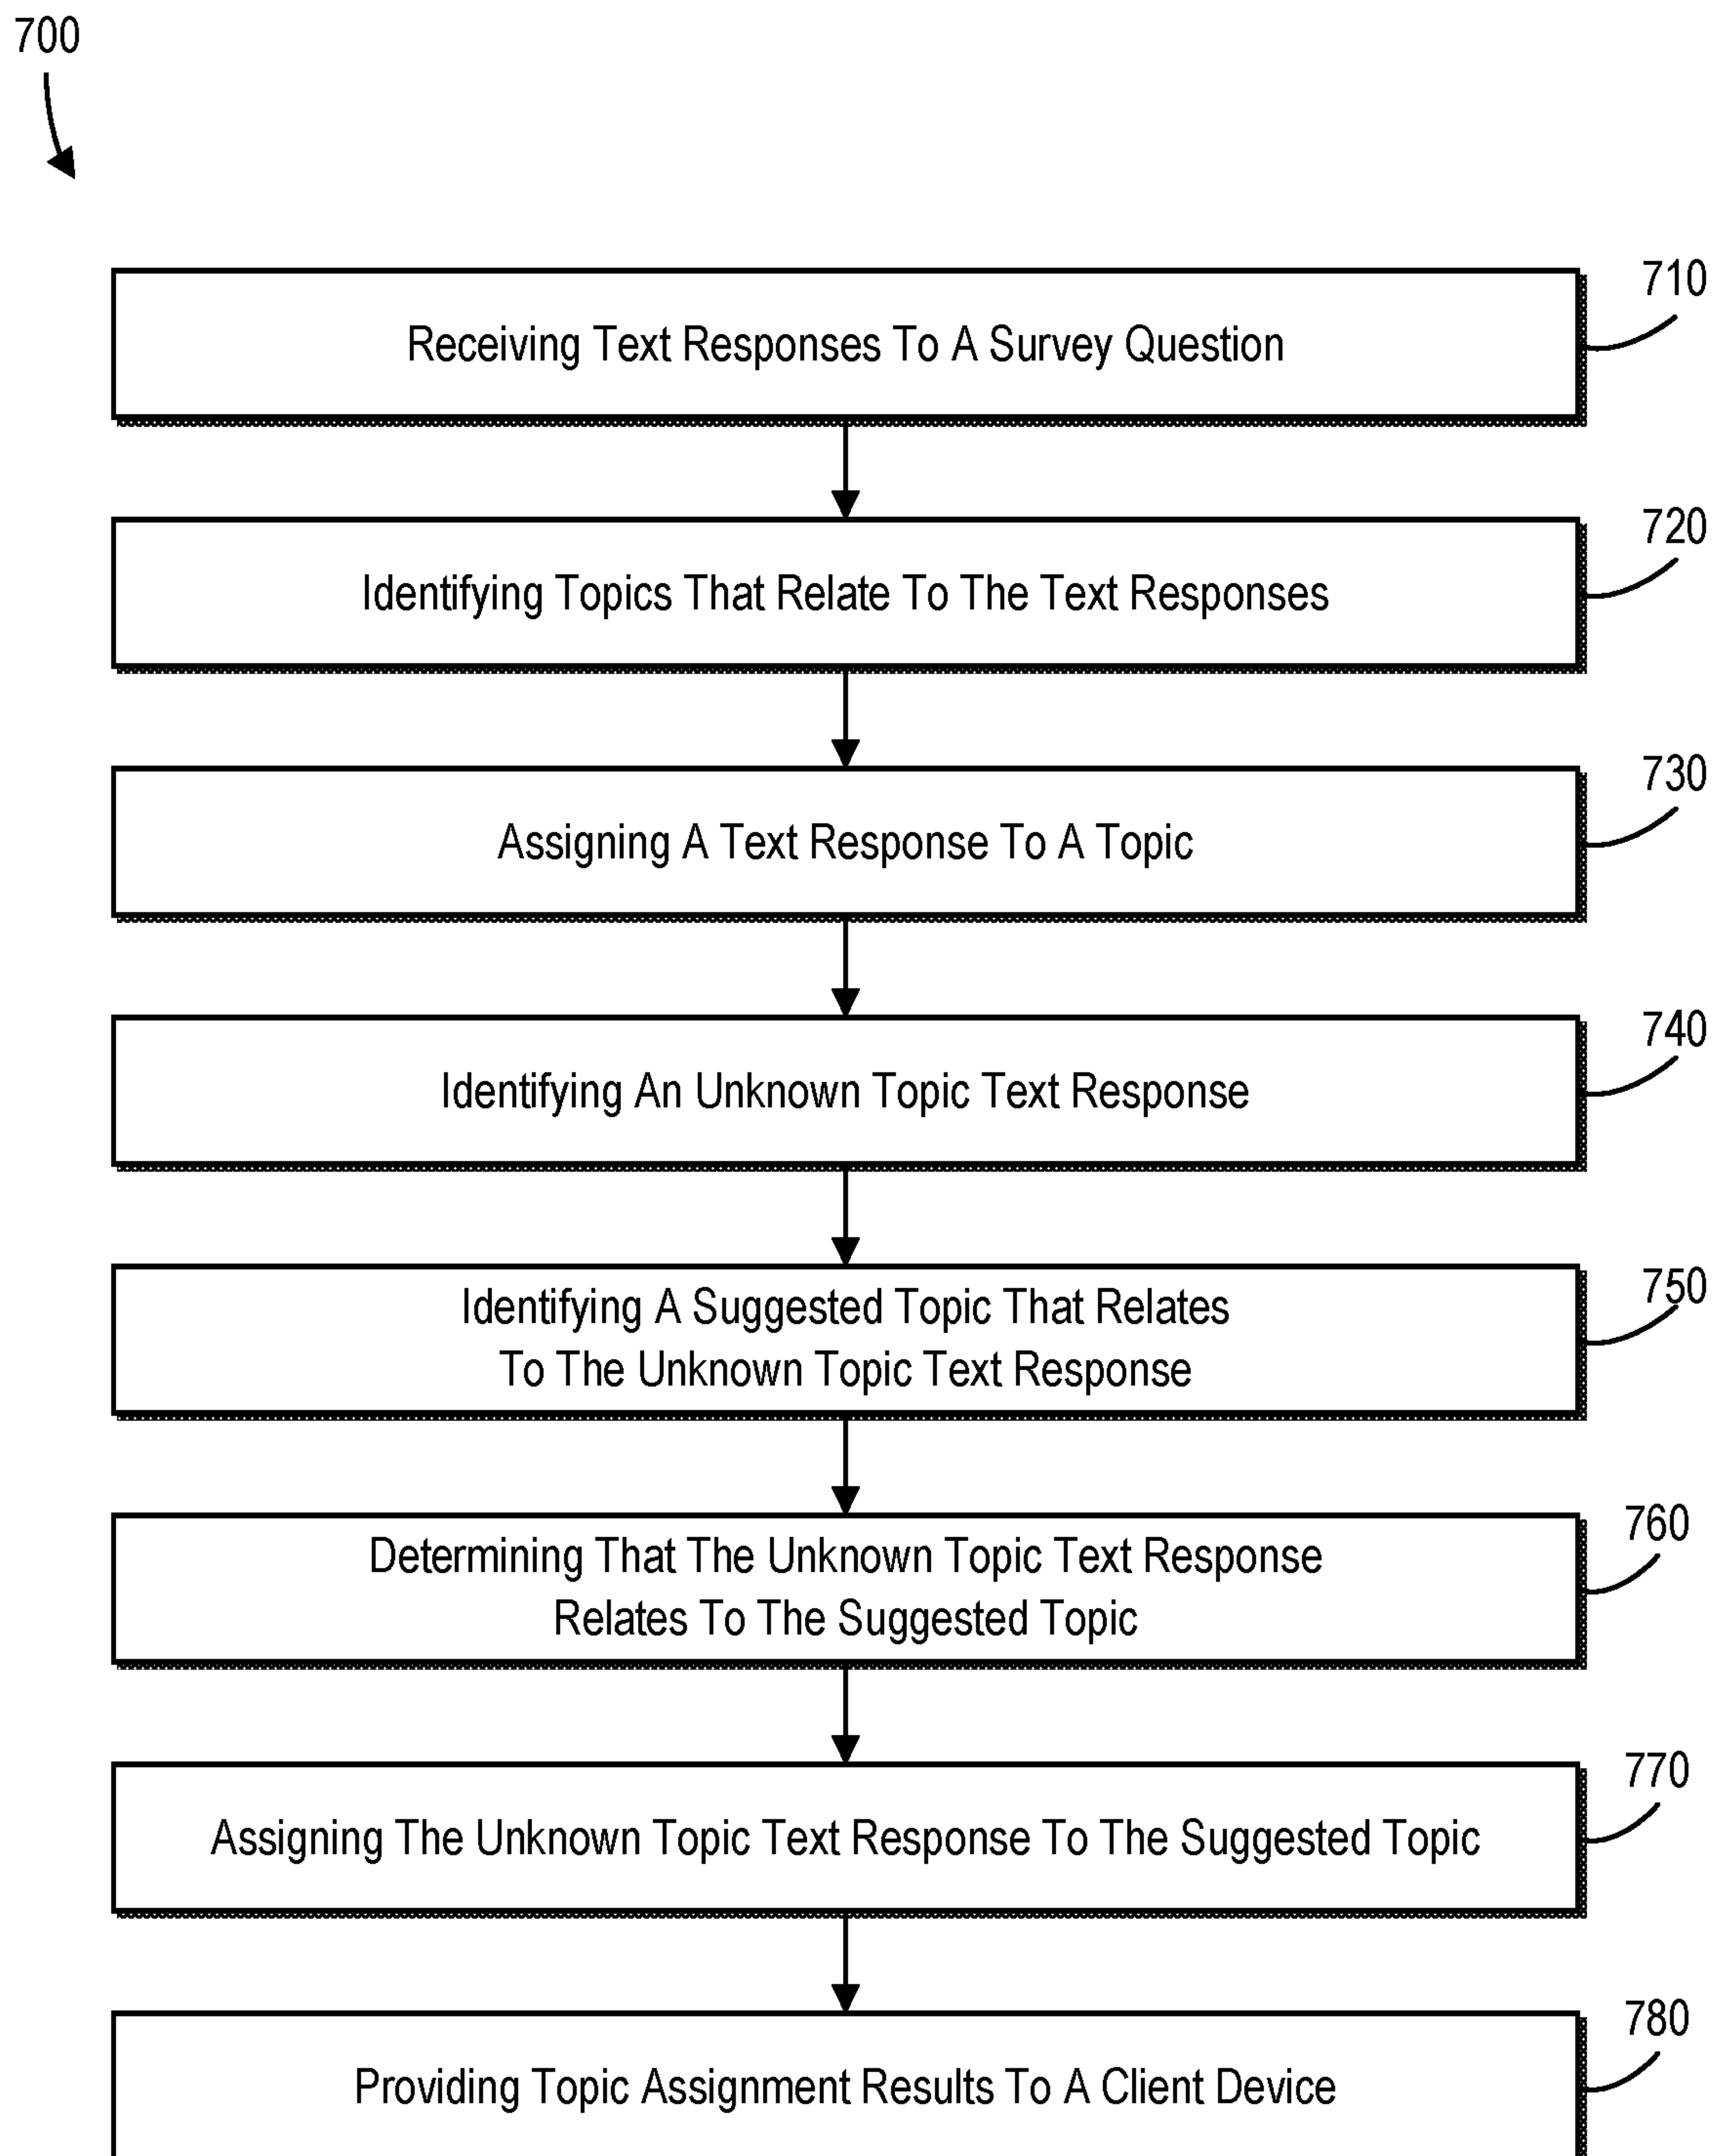 700
710
Receiving Text Responses To A Survey Question
720
Identifying Topics That Relate To The Text Responses
730
Assigning A Text Response To A Topic
740
Identifying An Unknown Topic Text Response
750
Identifying A Suggested Topic That Relates
To The Unknown Topic Text Response
760
Determining That The Unknown Topic Text Response
Relates To The Suggested Topic
770
Assigning The Unknown Topic Text Response To The Suggested Topic
780
Providing Topic Assignment Results To A Client Device